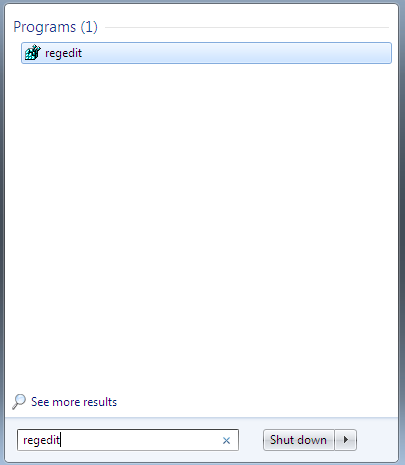 Programs (1)
regedit
See more results
regedit
Shut down